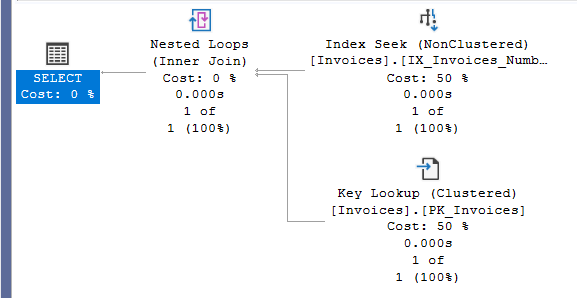 SELECT
Cost: 0 %
Nested Loops
(Inner Join)
Cost: 0 %
0.000s
1 of
1 (100%)
Index Seek (NonClustered)
[Invoices].[IX_Invoices_Numb…
Cost: 50 %
0.000s
1 of
1 (100%)
Key Lookup (Clustered)
[Invoices].[PK_Invoices]
Cost: 50 %
0.000s
1 of
1 (100%)